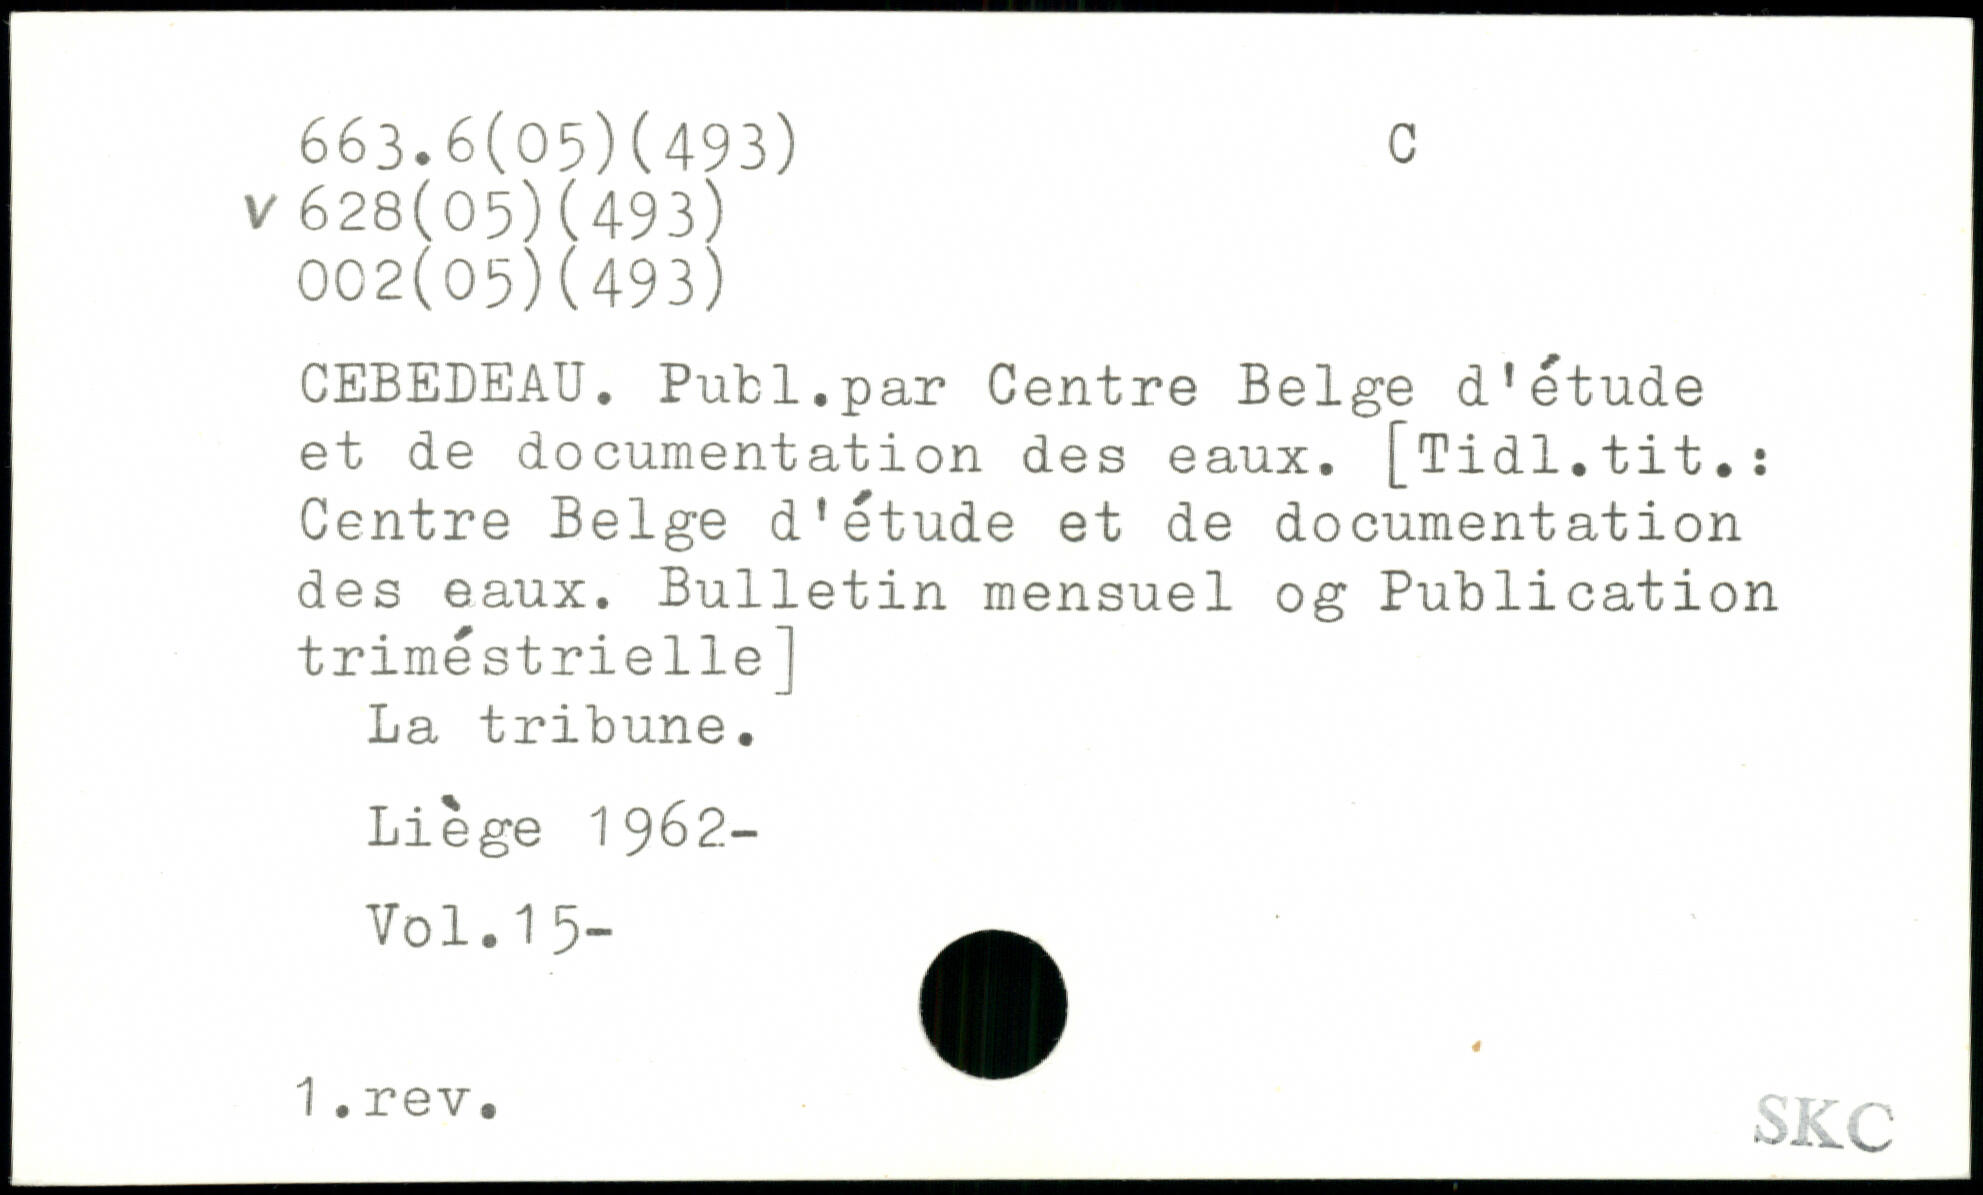 663.6(05)(493) C
v 628(05)(493)
002(05)(493)
CEBEDEAU. Publ.par Centre Belge d'étude
et de documentation des eaux. [Tidl.tit.:
Centre Belge d'étude et de documentation
des eaux. Bulletin mensuel og Publication
triméstrielle]
La tribune.
Liège 1962-
Vol.15-
1.rev.
SKC